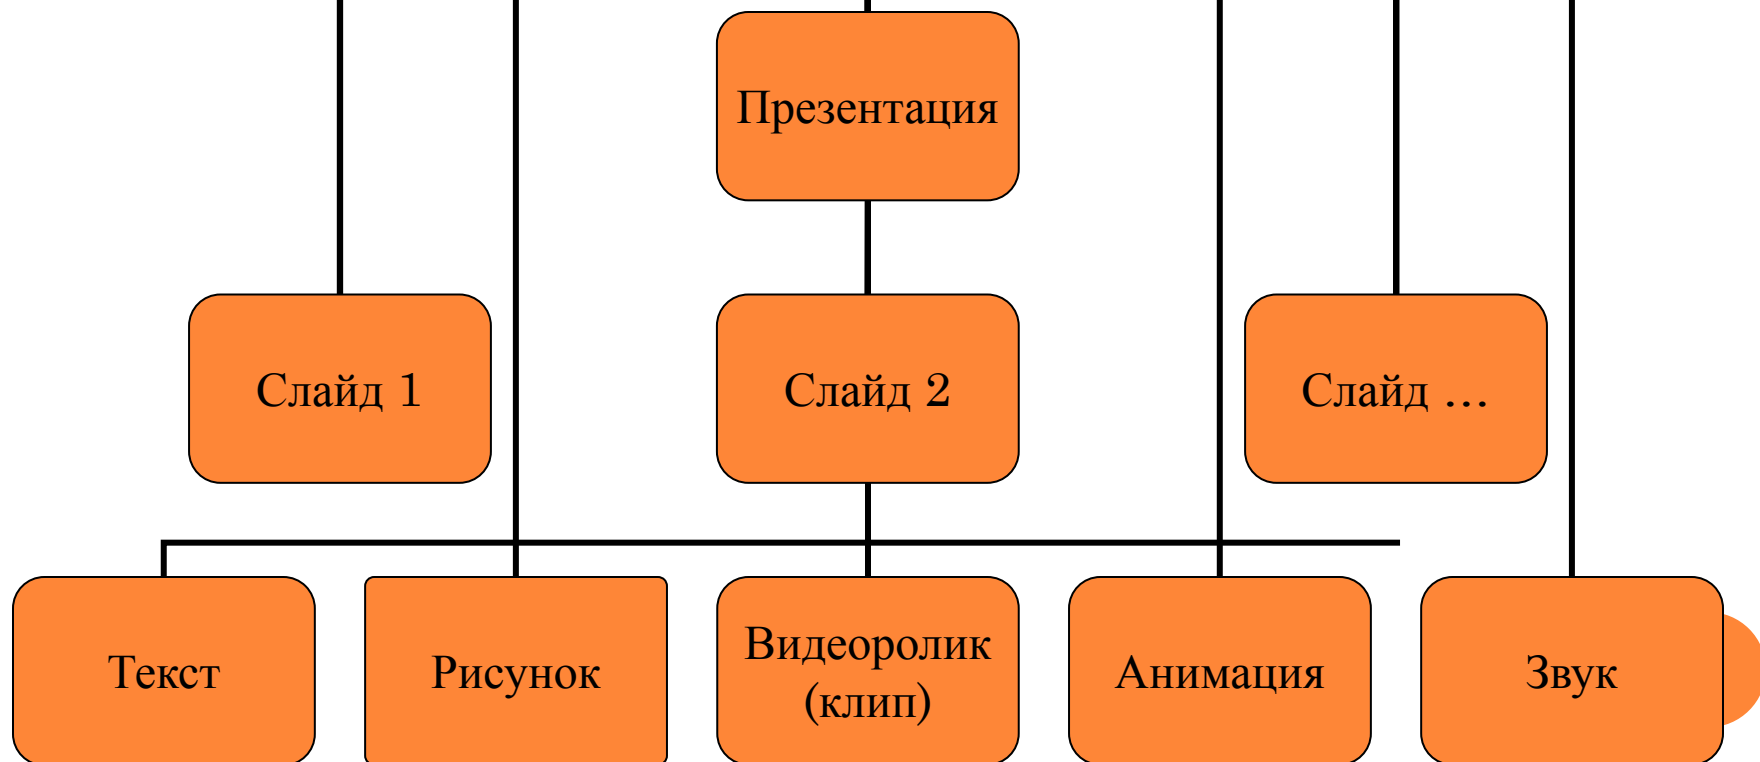 Презентация
Слайд 1
Слайд 2
Слайд ...
Текст
Рисунок
Видеоролик
(клип)
Анимация
Звук